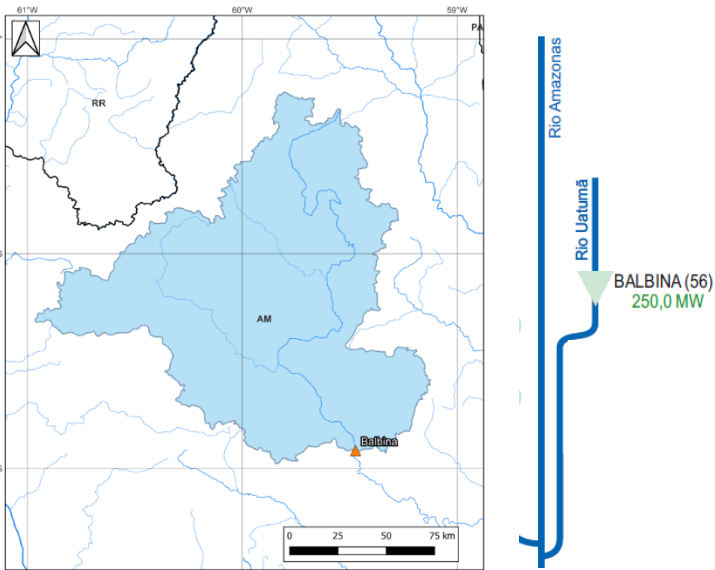 61°W
60°W
59°W
PA
RR
AM
Balbina
0
25
50
75 km
Rio Amazonas
Rio Uatumã
BALBINA (56)
250,0 MW